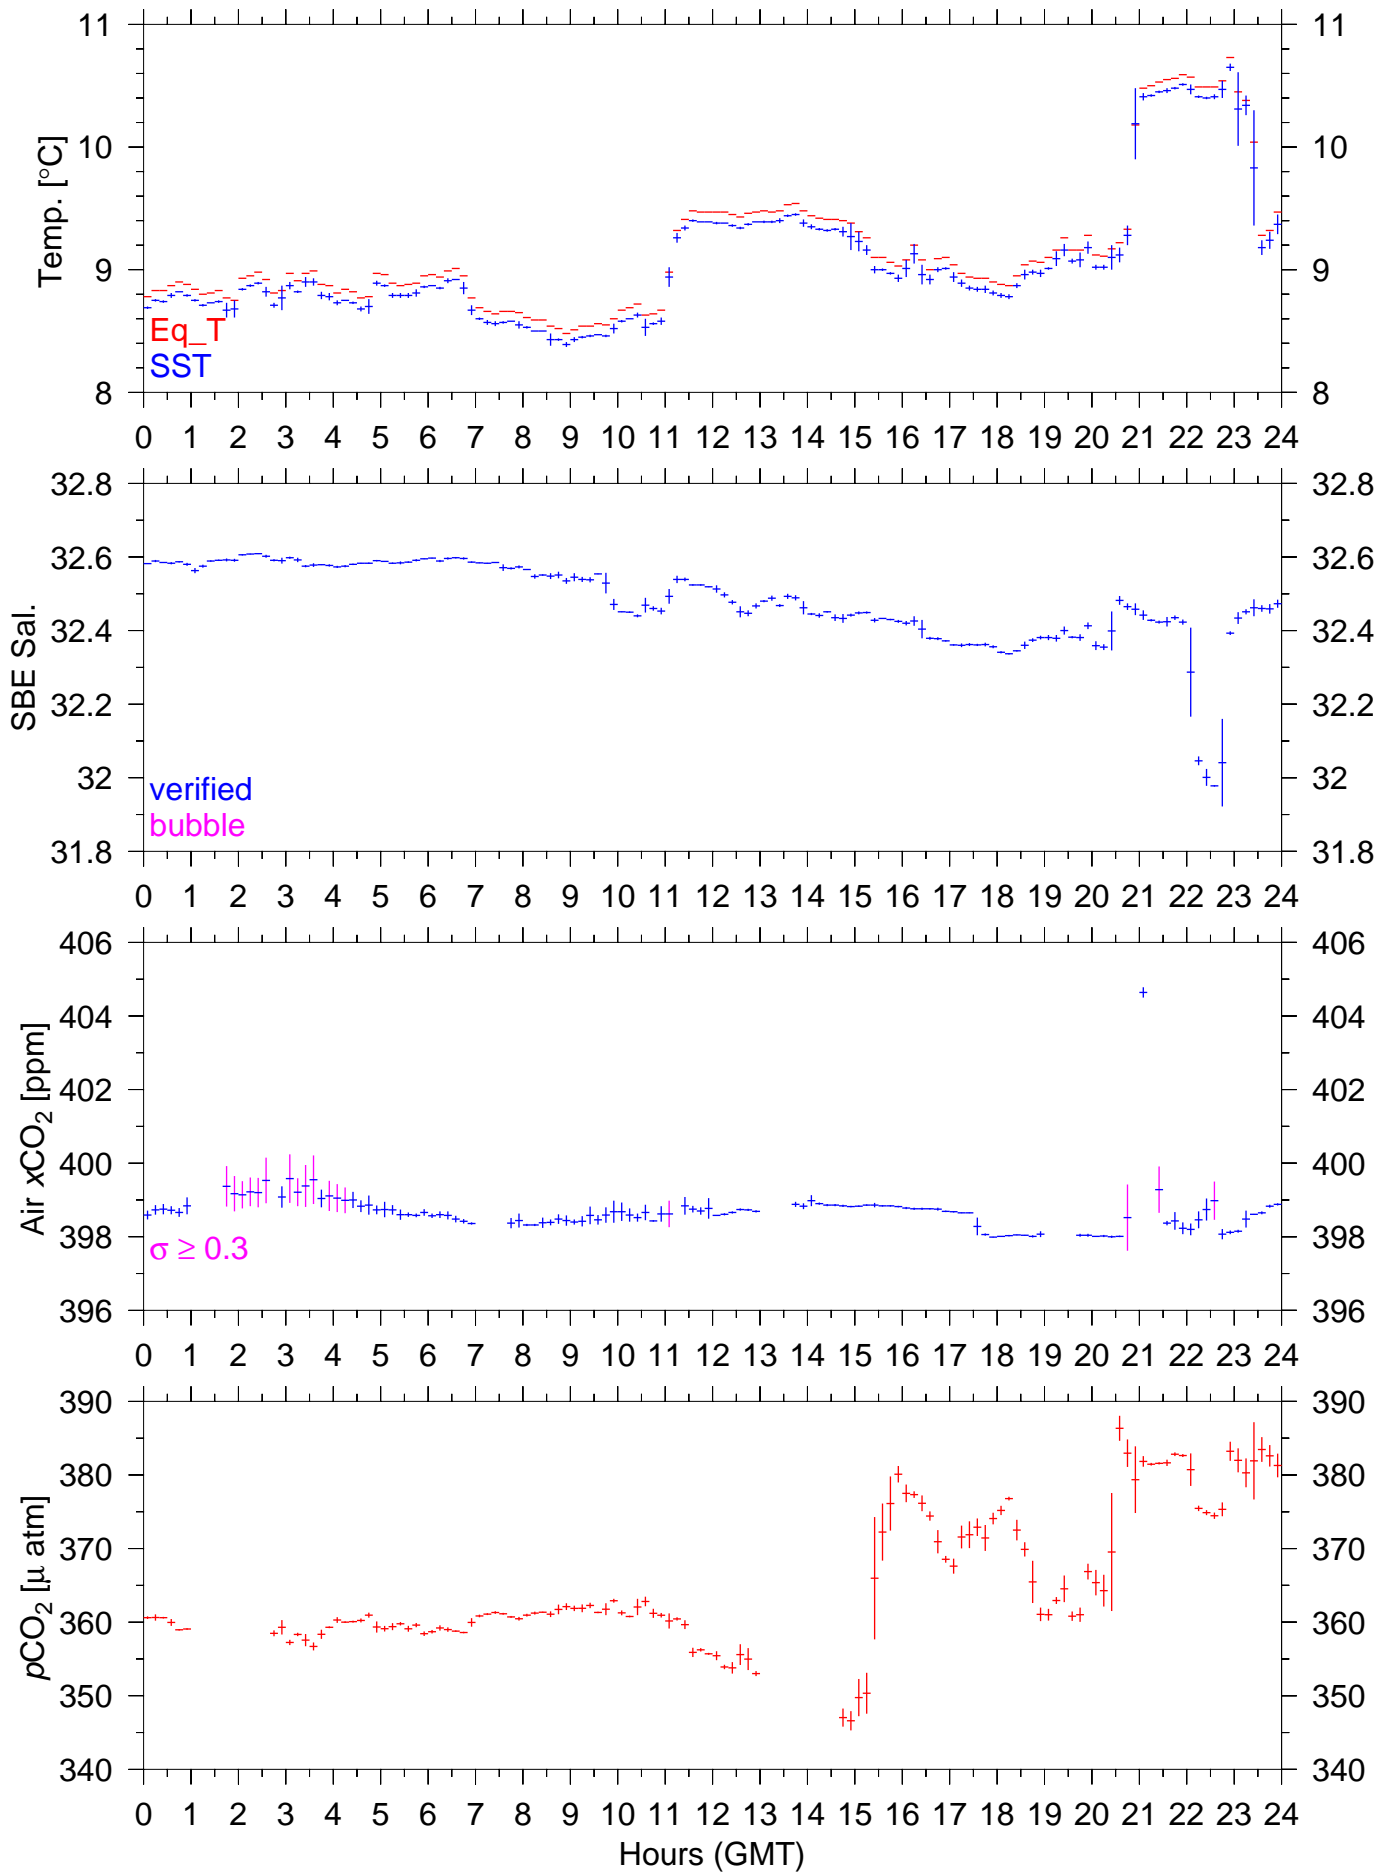 11 11
10 10
Temp. [°C]
9 9
Eq_T
SST
8 8
0 1 2 3 4 5 6 7 8 9 10 11 12 13 14 15 16 17 18 19 20 21 22 23 24
32.8 32.8
32.6 32.6
SBE Sal.
32.4 32.4
32.2 32.2
32 32
verified
bubble
31.8 31.8
0 1 2 3 4 5 6 7 8 9 10 11 12 13 14 15 16 17 18 19 20 21 22 23 24
406 406
404 404
Air xCO₂ [ppm]
402 402
400 400
398 398
σ ≥ 0.3
396 396
0 1 2 3 4 5 6 7 8 9 10 11 12 13 14 15 16 17 18 19 20 21 22 23 24
390 390
380 380
pCO₂ [μ atm]
370 370
360 360
350 350
340 340
0 1 2 3 4 5 6 7 8 9 10 11 12 13 14 15 16 17 18 19 20 21 22 23 24
Hours (GMT)